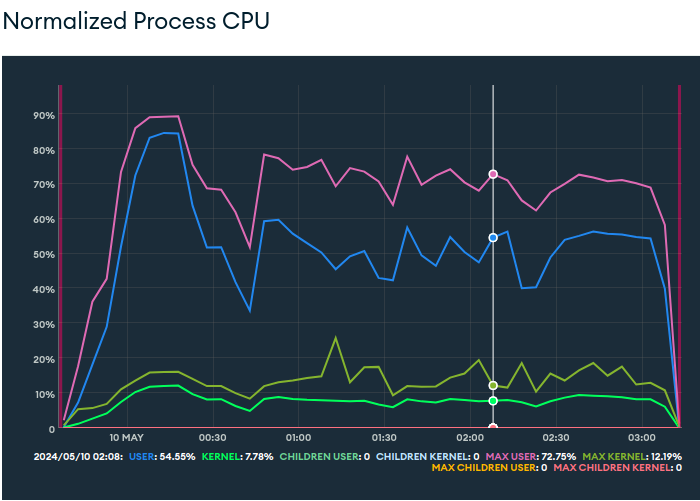 Normalized Process CPU
90%
80%
70%
60%
50%
40%
30%
20%
10%
0
10 MAY 00:30 01:00 01:30 02:00 02:30 03:00
2024/05/10 02:08: USER: 54.55% KERNEL: 7.78% CHILDREN USER: 0 CHILDREN KERNEL: 0 MAX USER: 72.75% MAX KERNEL: 12.19%
MAX CHILDREN USER: 0 MAX CHILDREN KERNEL: 0